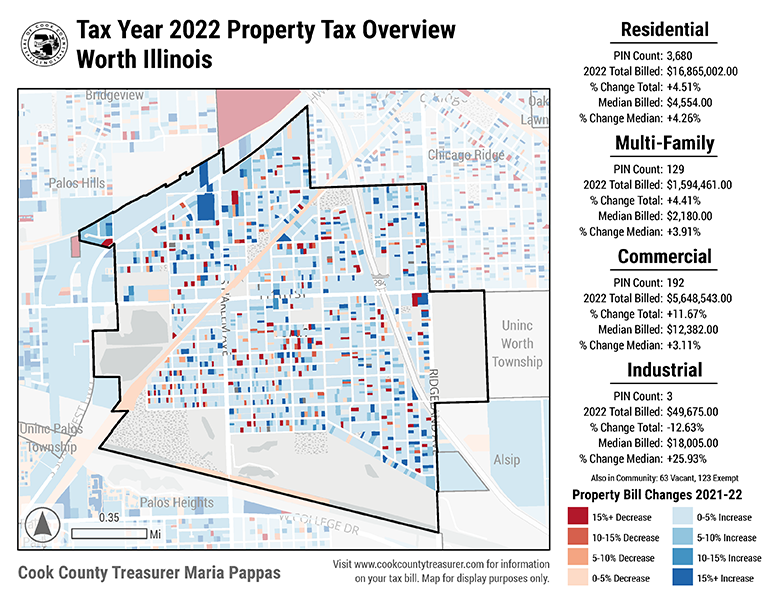 Tax Year 2022 Property Tax Overview
Worth Illinois
Bridgeview
Oak
Lawn
Chicago Ridge
Palos Hills
294
Uninc
Worth
Township
Uninc Palos
Township
Alsip
Palos Heights
W COLLEGE DR
0.35
Mi
Residential
PIN Count: 3,680
2022 Total Billed: $16,865,002.00
% Change Total: +4.51%
Median Billed: $4,554.00
% Change Median: +4.26%
Multi-Family
PIN Count: 129
2022 Total Billed: $1,594,461.00
% Change Total: +4.41%
Median Billed: $2,180.00
% Change Median: +3.91%
Commercial
PIN Count: 192
2022 Total Billed: $5,648,543.00
% Change Total: +11.67%
Median Billed: $12,382.00
% Change Median: +3.11%
Industrial
PIN Count: 3
2022 Total Billed: $49,675.00
% Change Total: -12.63%
Median Billed: $18,005.00
% Change Median: +25.93%
Also in Community: 63 Vacant, 123 Exempt
Property Bill Changes 2021-22
15%+ Decrease
10-15% Decrease
5-10% Decrease
0-5% Decrease
0-5% Increase
5-10% Increase
10-15% Increase
15%+ Increase
Cook County Treasurer Maria Pappas
Visit www.cookcountytreasurer.com for information
on your tax bill. Map for display purposes only.